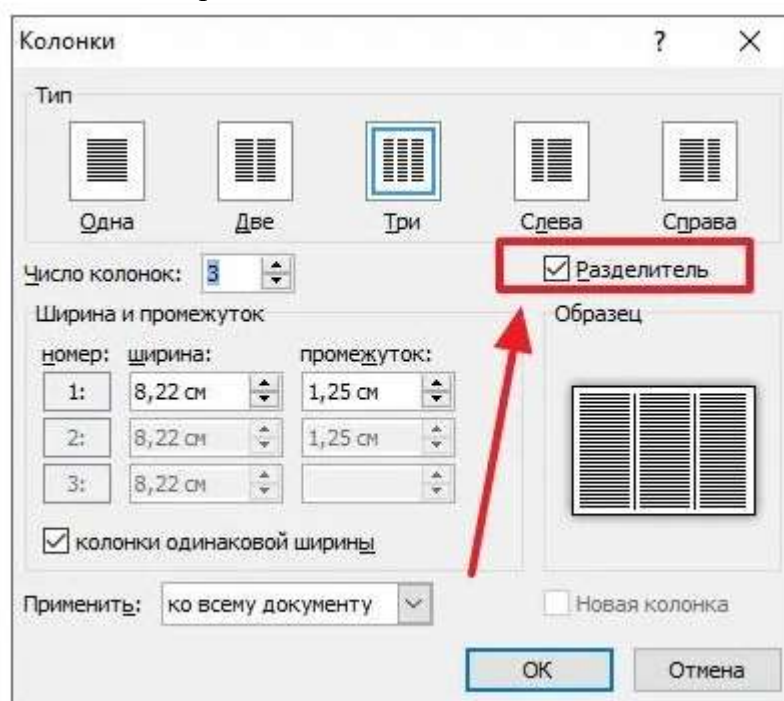 Колонки ?
Тип
Одна Две Три Слева Справа
Число колонок: 3 Разделитель
Ширина и промежуток Образец
номер: ширина: промежуток:
1: 8,22 см 1,25 см
2: 8,22 см 1,25 см
3: 8,22 см
колонки одинаковой ширины
Применить: ко всему документу Новая колонка
ОК Отмена